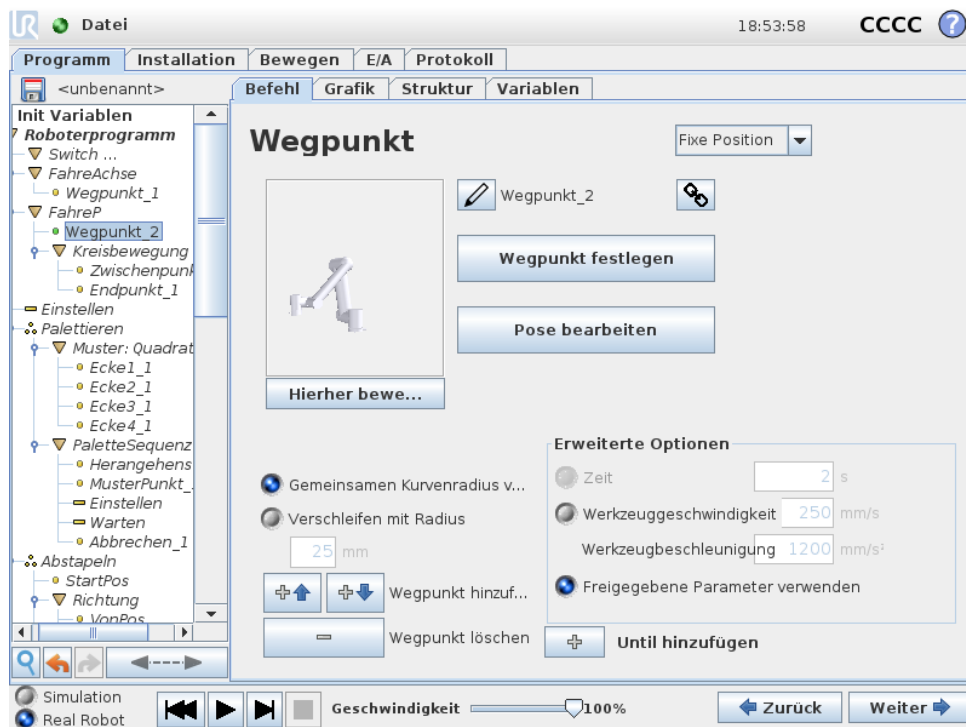 UR Datei 18:53:58 CCCC ?
Programm Installation Bewegen E/A Protokoll
<unbenannt>
Befehl Grafik Struktur Variablen
Init Variablen
Roboterprogramm
Switch ...
FahreAchse
Wegpunkt_1
FahreP
Wegpunkt_2
Kreisbewegung
Zwischenpunk
Endpunkt_1
Einstellen
Palettieren
Muster: Quadrat
Ecke1_1
Ecke2_1
Ecke3_1
Ecke4_1
PaletteSequenz
Herangehens
MusterPunkt_
Einstellen
Warten
Abbrechen_1
Abstapeln
StartPos
Richtung
VonPos
Wegpunkt
Fixe Position
Wegpunkt_2
Wegpunkt festlegen
Pose bearbeiten
Hierher bewe...
Gemeinsamen Kurvenradius v...
Verschleifen mit Radius
25 mm
Wegpunkt hinzuf...
Wegpunkt löschen
Erweiterte Optionen
Zeit 2 s
Werkzeuggeschwindigkeit 250 mm/s
Werkzeugbeschleunigung 1200 mm/s²
Freigegebene Parameter verwenden
Until hinzufügen
Simulation
Real Robot
Geschwindigkeit 100%
Zurück Weiter